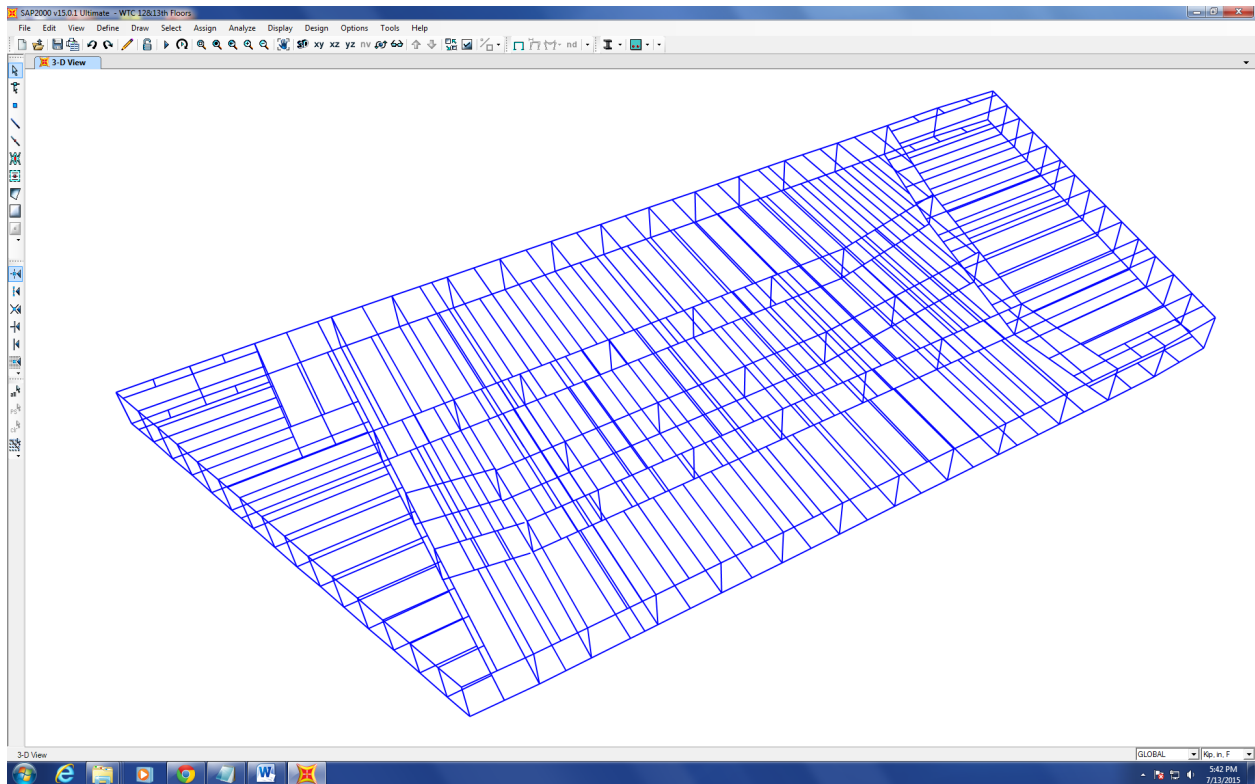 SAP2000 v15.0.1 Ultimate - WTC 12&13th Floors
File Edit View Define Draw Select Assign Analyze Display Design Options Tools Help
3D xy xz yz nv nd
3-D View
3-D View
GLOBAL Kip, in, F
5:42 PM
7/13/2015